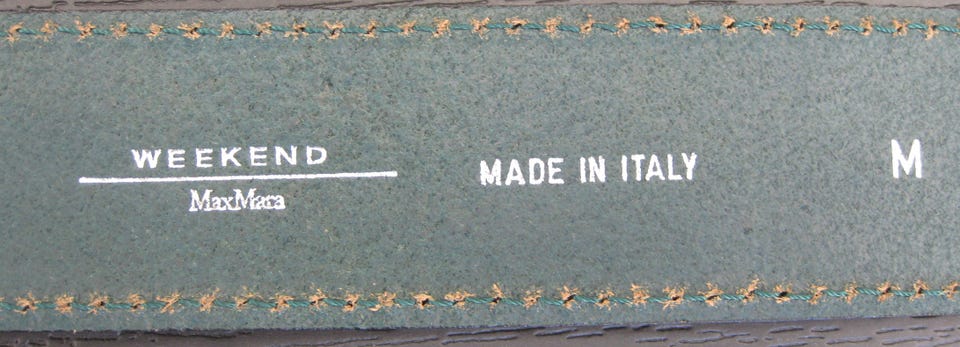 WEEKEND
MaxMara
MADE IN ITALY
M